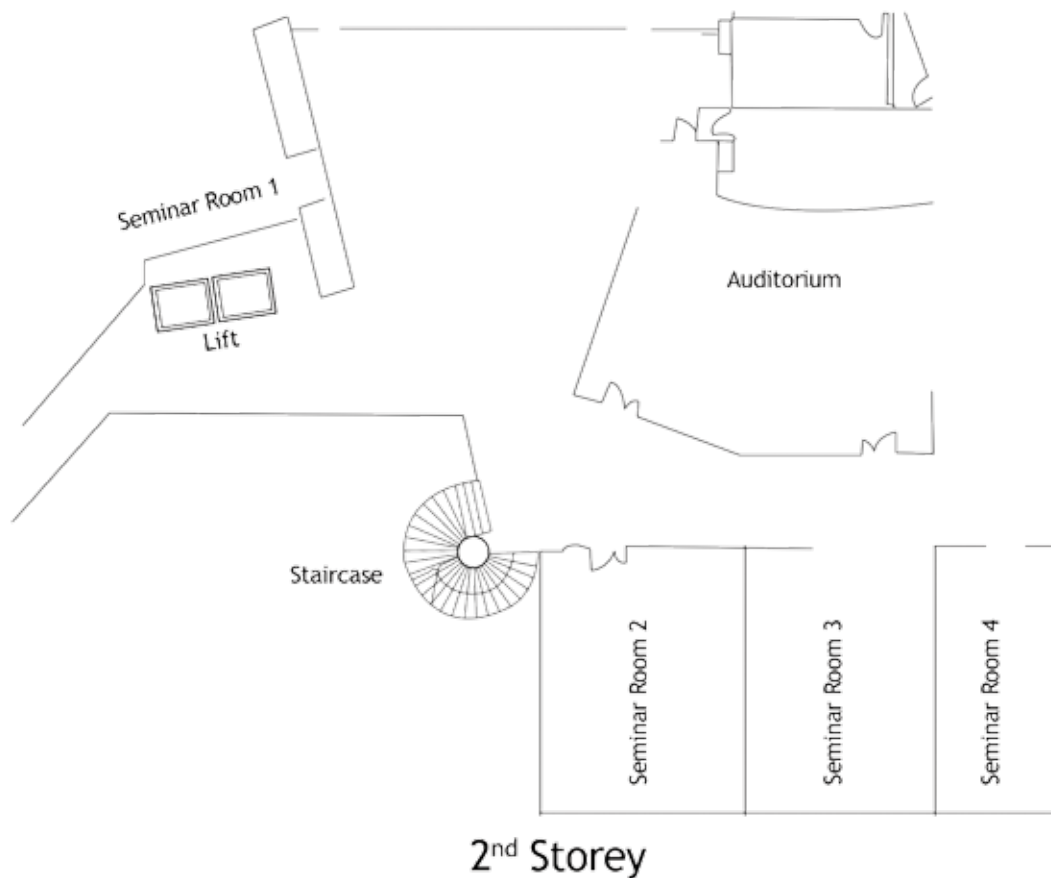 Seminar Room 1
Auditorium
Lift
Staircase
Seminar Room 2
Seminar Room 3
Seminar Room 4
2nd Storey